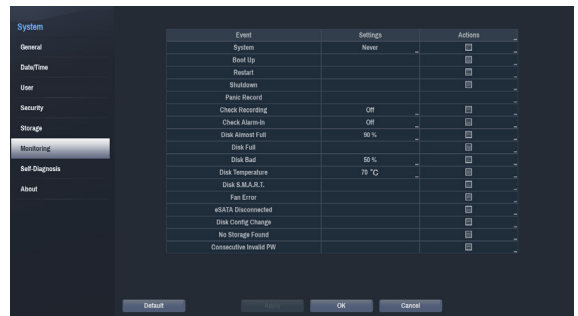 System
General
Date/Time
User
Security
Storage
Monitoring
Self-Diagnosis
About
Event Settings Actions
System Never
Boot Up
Restart
Shutdown
Panic Record
Check Recording Off
Check Alarm-In Off
Disk Almost Full 90 %
Disk Full
Disk Bad 50 %
Disk Temperature 70 °C
Disk S.M.A.R.T.
Fan Error
eSATA Disconnected
Disk Config Change
No Storage Found
Consecutive Invalid PW
Default Apply OK Cancel